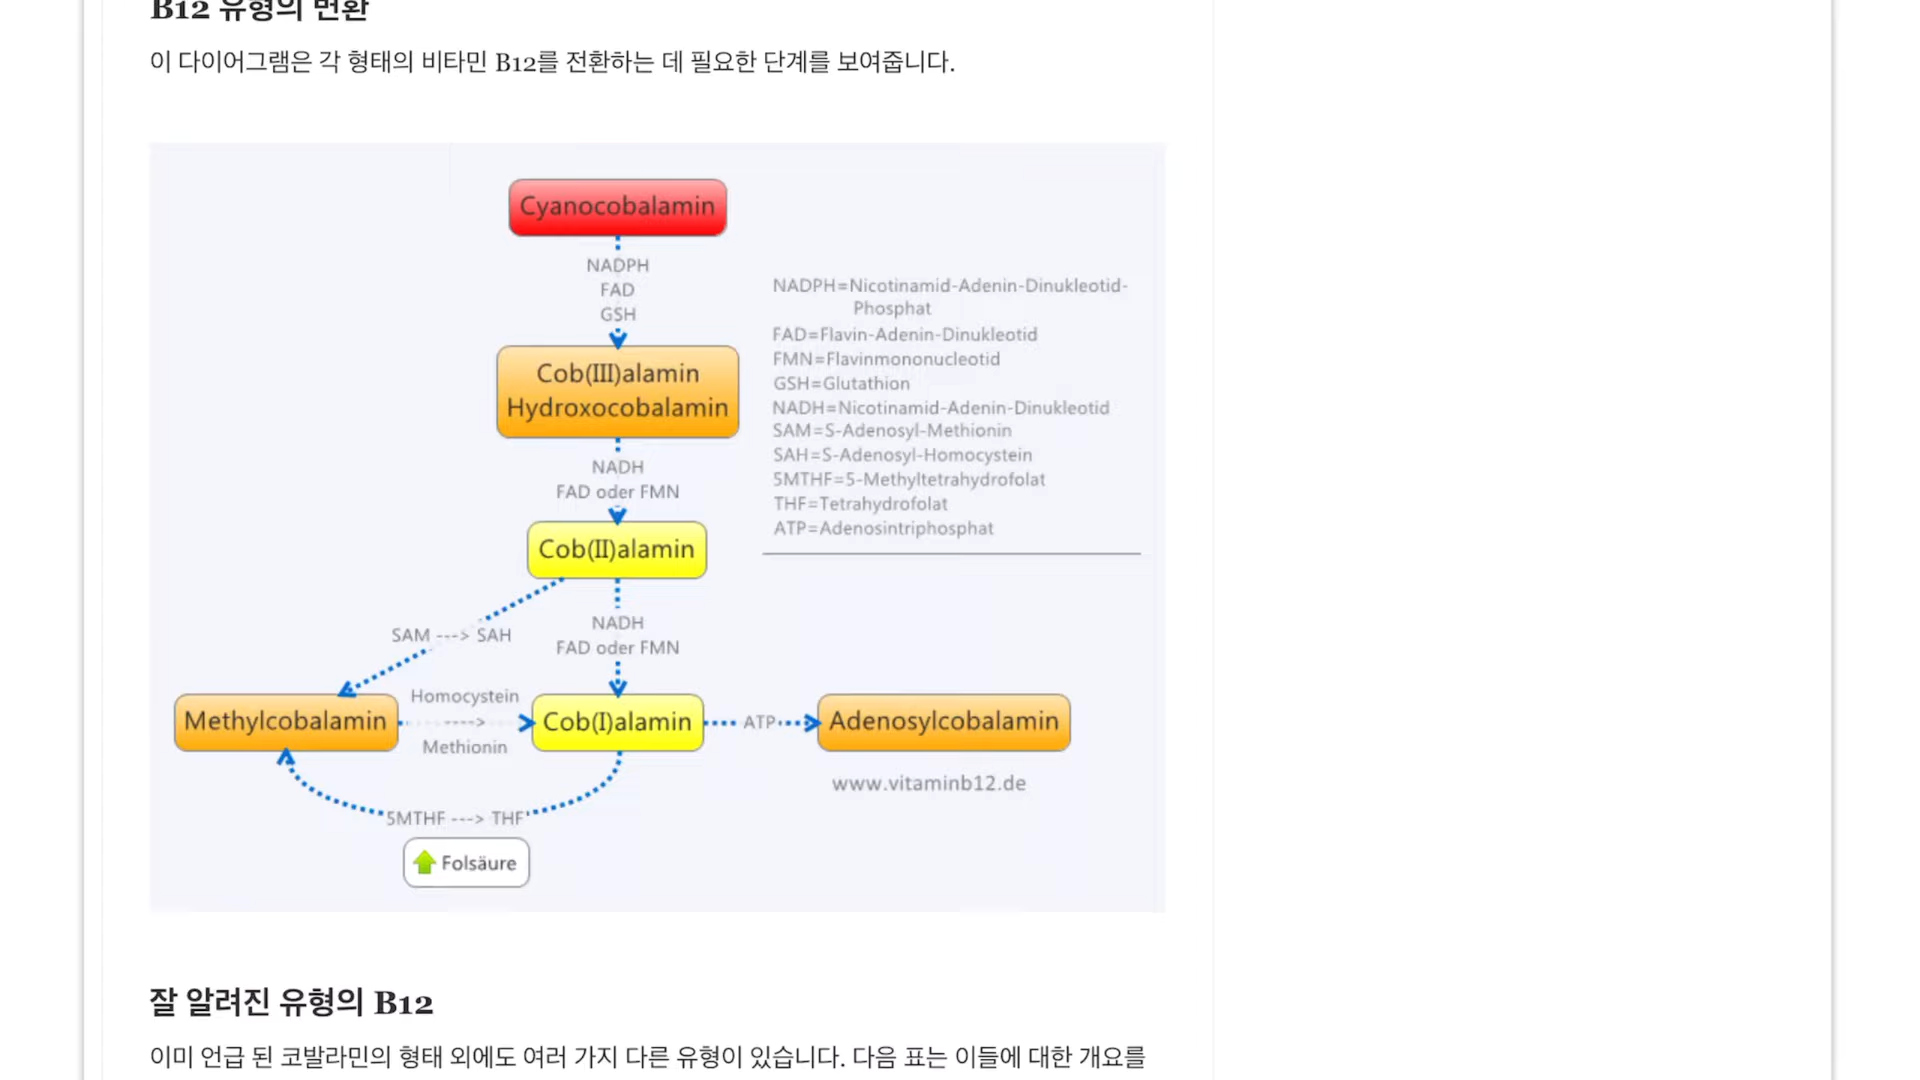 B12 유형의 변환
이 다이어그램은 각 형태의 비타민 B12를 전환하는 데 필요한 단계를 보여줍니다.
Cyanocobalamin
NADPH
FAD
GSH
NADPH=Nicotinamid-Adenin-Dinukleotid-
Phosphat
FAD=Flavin-Adenin-Dinukleotid
FMN=Flavinmononucleotid
GSH=Glutathion
NADH=Nicotinamid-Adenin-Dinukleotid
SAM=S-Adenosyl-Methionin
SAH=S-Adenosyl-Homocystein
5MTHF=5-Methyltetrahydrofolat
THF=Tetrahydrofolat
ATP=Adenosintriphosphat
Cob(III)alamin
Hydroxocobalamin
NADH
FAD oder FMN
Cob(II)alamin
SAM ---> SAH
NADH
FAD oder FMN
Methylcobalamin
Homocystein
---->
Methionin
Cob(I)alamin
ATP
Adenosylcobalamin
www.vitaminb12.de
5MTHF ---> THF
Folsäure
잘 알려진 유형의 B12
이미 언급 된 코발라민의 형태 외에도 여러 가지 다른 유형이 있습니다. 다음 표는 이들에 대한 개요를